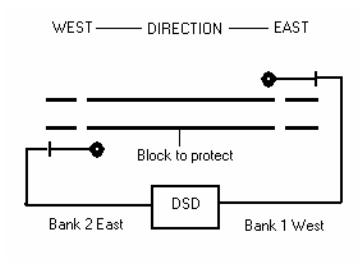 WEST DIRECTION EAST
Block to protect
DSD
Bank 2 East Bank 1 West